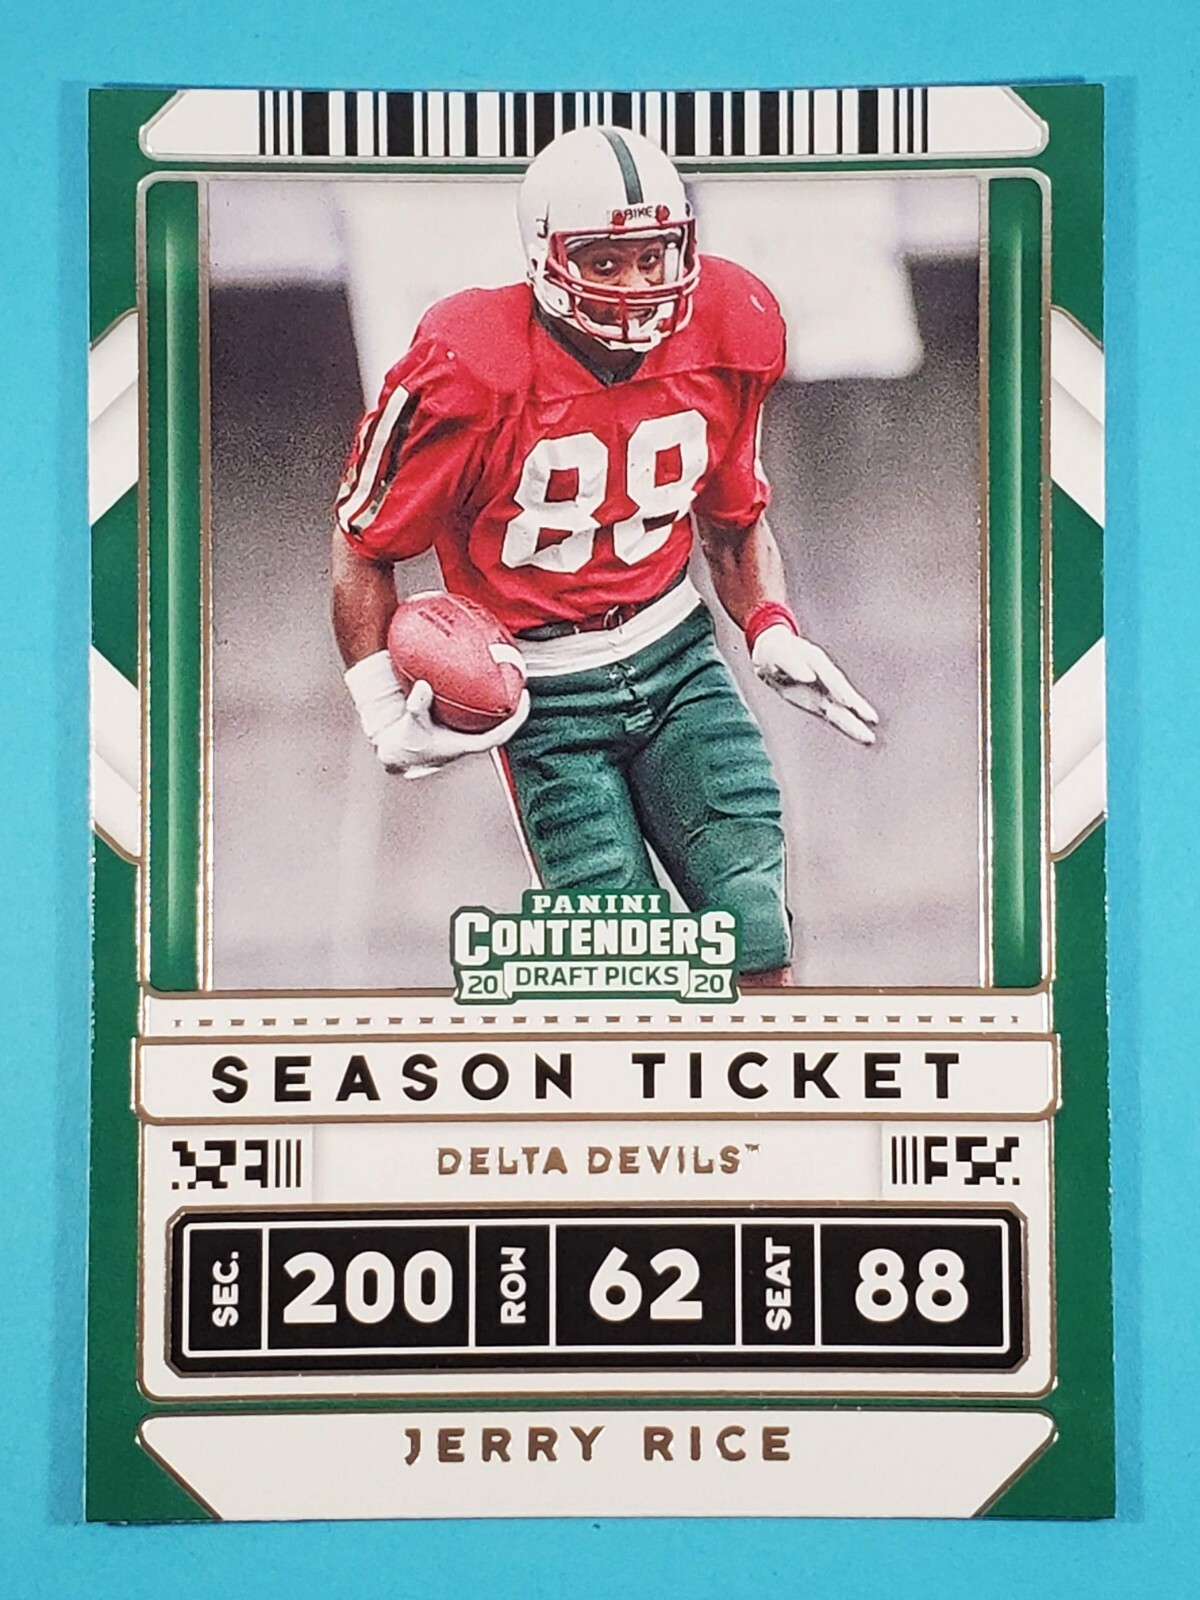 BIKE
88
PANINI
CONTENDERS
20 DRAFT PICKS 20
SEASON TICKET
DELTA DEVILS™
SEC. 200 ROW 62 SEAT 88
JERRY RICE